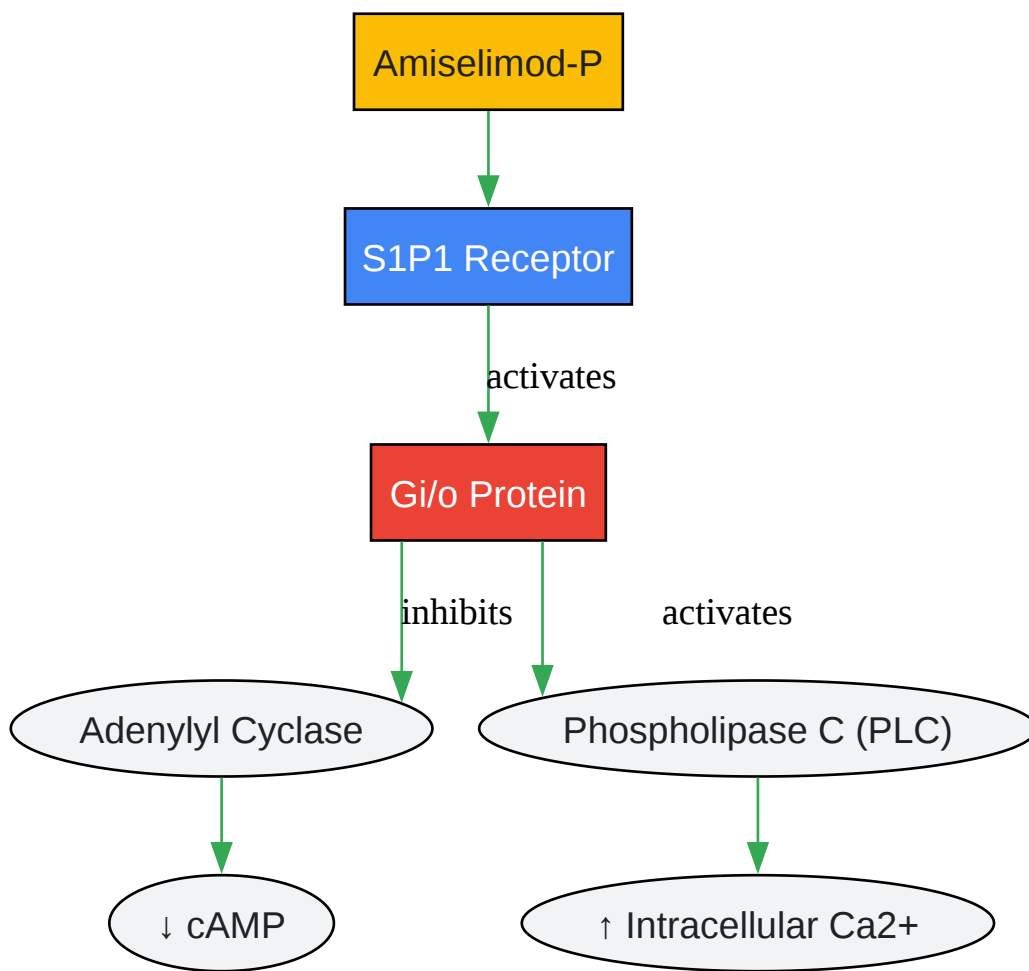 Amiselimod-P
S1P1 Receptor
activates
Gi/o Protein
inhibits
activates
Adenylyl Cyclase
Phospholipase C (PLC)
↓ cAMP
↑ Intracellular Ca2+